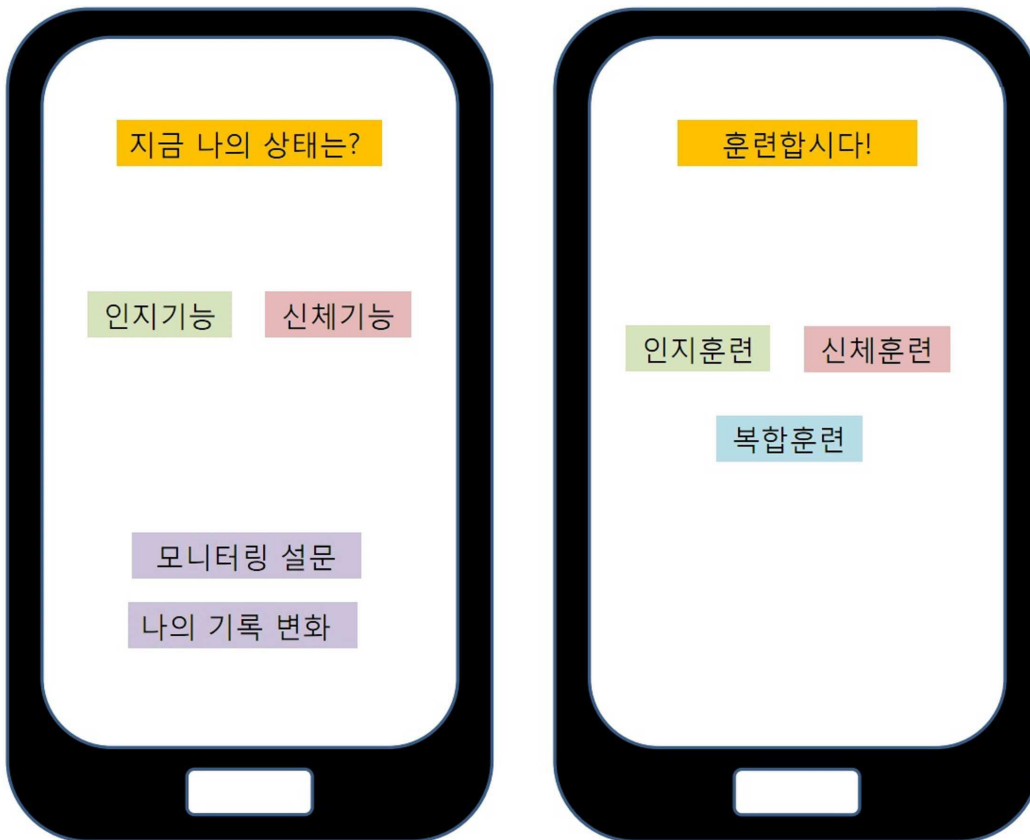 지금 나의 상태는?
인지기능 신체기능
모니터링 설문
나의 기록 변화
훈련합시다!
인지훈련 신체훈련
복합훈련